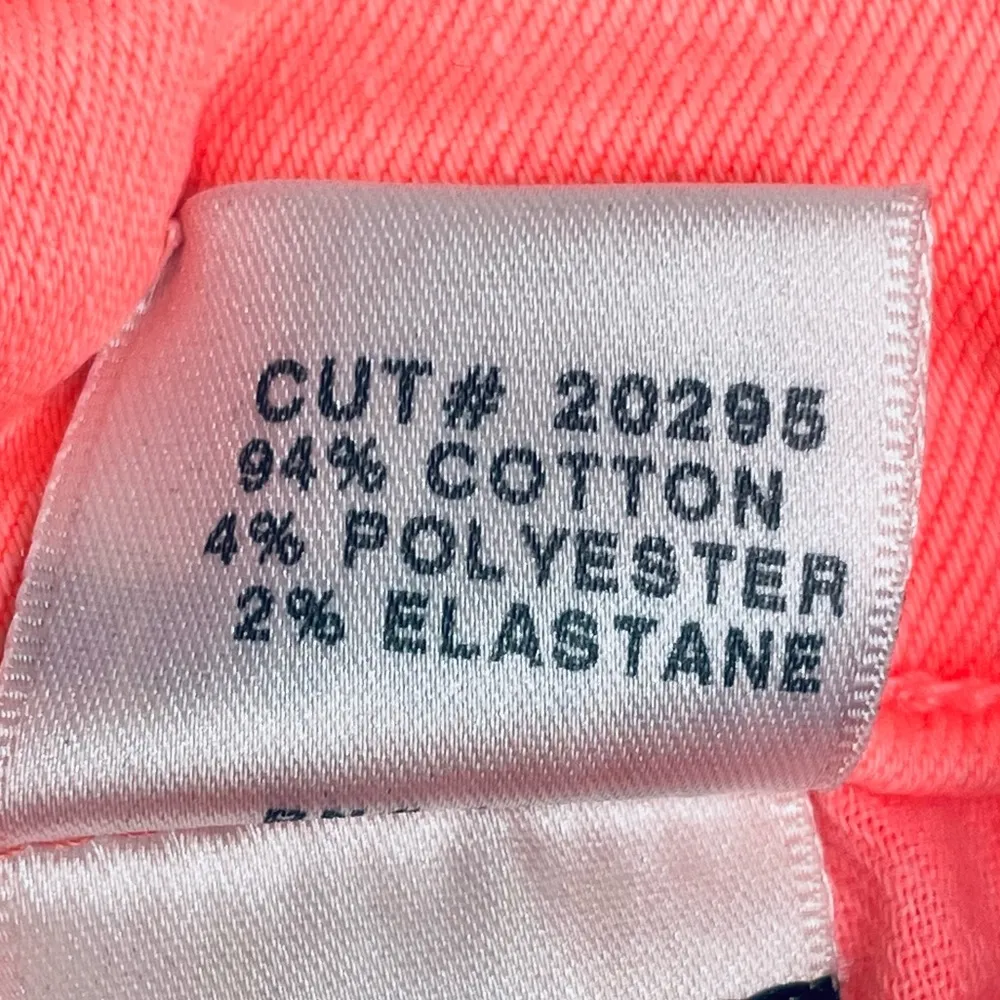 CUT# 20295
94% COTTON
4% POLYESTER
2% ELASTANE